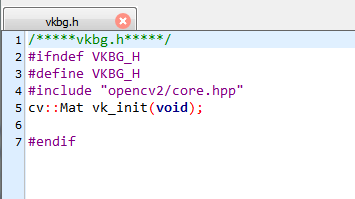 vkbg.h
1 /*****vkbg.h*****/
2 #ifndef VKBG_H
3 #define VKBG_H
4 #include "opencv2/core.hpp"
5 cv::Mat vk_init(void);
6
7 #endif